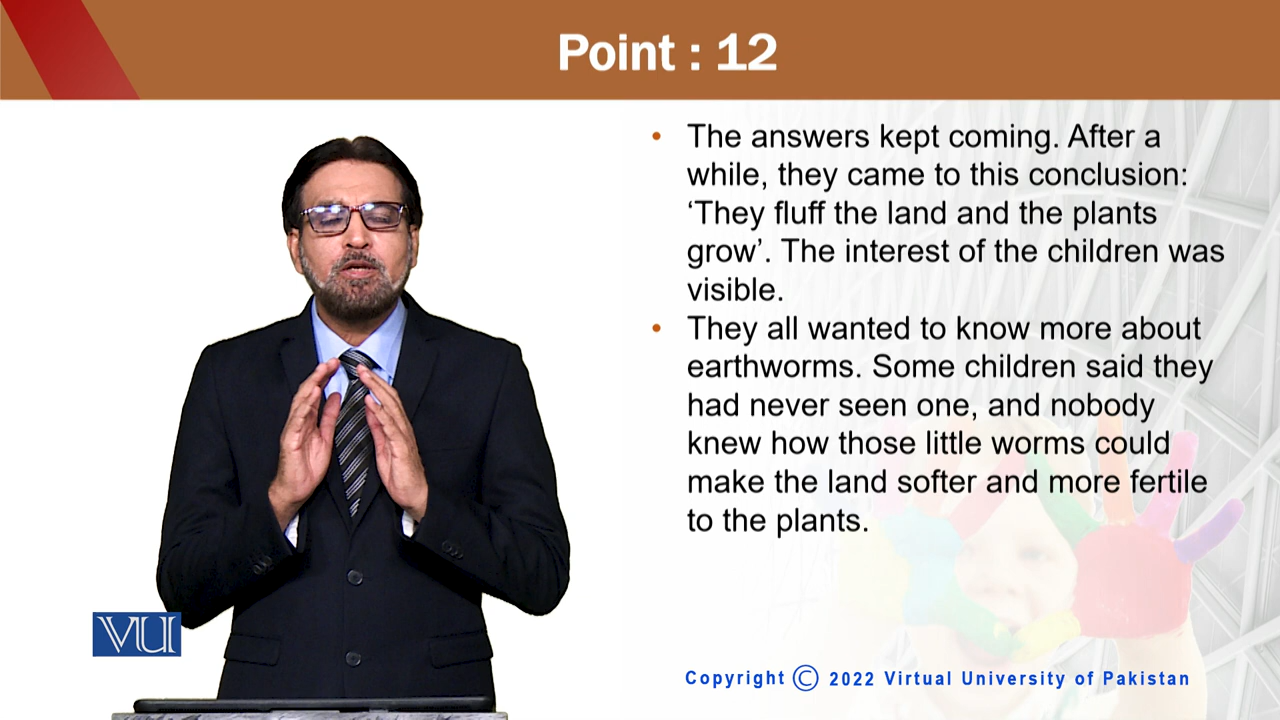 Point : 12
• The answers kept coming. After a
while, they came to this conclusion:
‘They fluff the land and the plants
grow’. The interest of the children was
visible.
• They all wanted to know more about
earthworms. Some children said they
had never seen one, and nobody
knew how those little worms could
make the land softer and more fertile
to the plants.
VU
Copyright © 2022 Virtual University of Pakistan